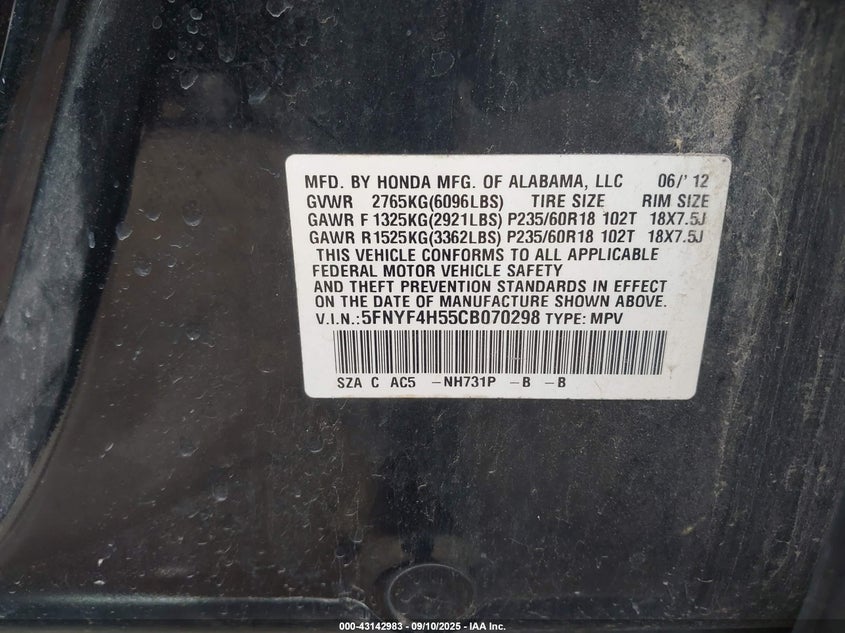 MFD. BY HONDA MFG. OF ALABAMA, LLC 06/'12
GVWR 2765KG(6096LBS) TIRE SIZE RIM SIZE
GAWR F1325KG(2921LBS) P235/60R18 102T 18X7.5J
GAWR R1525KG(3362LBS) P235/60R18 102T 18X7.5J
THIS VEHICLE CONFORMS TO ALL APPLICABLE
FEDERAL MOTOR VEHICLE SAFETY
AND THEFT PREVENTION STANDARDS IN EFFECT
ON THE DATE OF MANUFACTURE SHOWN ABOVE.
V.I.N.:5FNYF4H55CB070298 TYPE: MPV
SZA C AC5 -NH731P -B -B
000-43142983 - 09/10/2025 - IAA Inc.